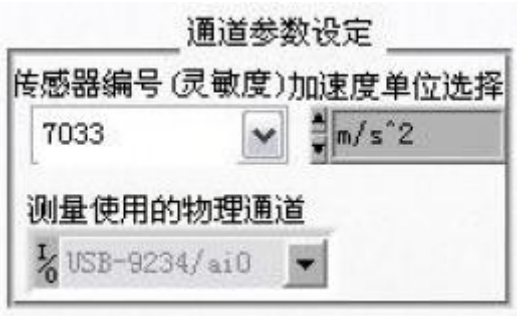 通道参数设定
传感器编号(灵敏度)加速度单位选择
7033 m/s^2
测量使用的物理通道
I/O USB-9234/ai0